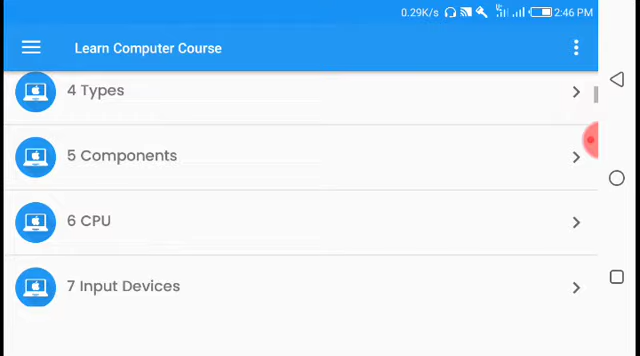 0.29K/s 2:46 PM
Learn Computer Course
4 Types
5 Components
6 CPU
7 Input Devices